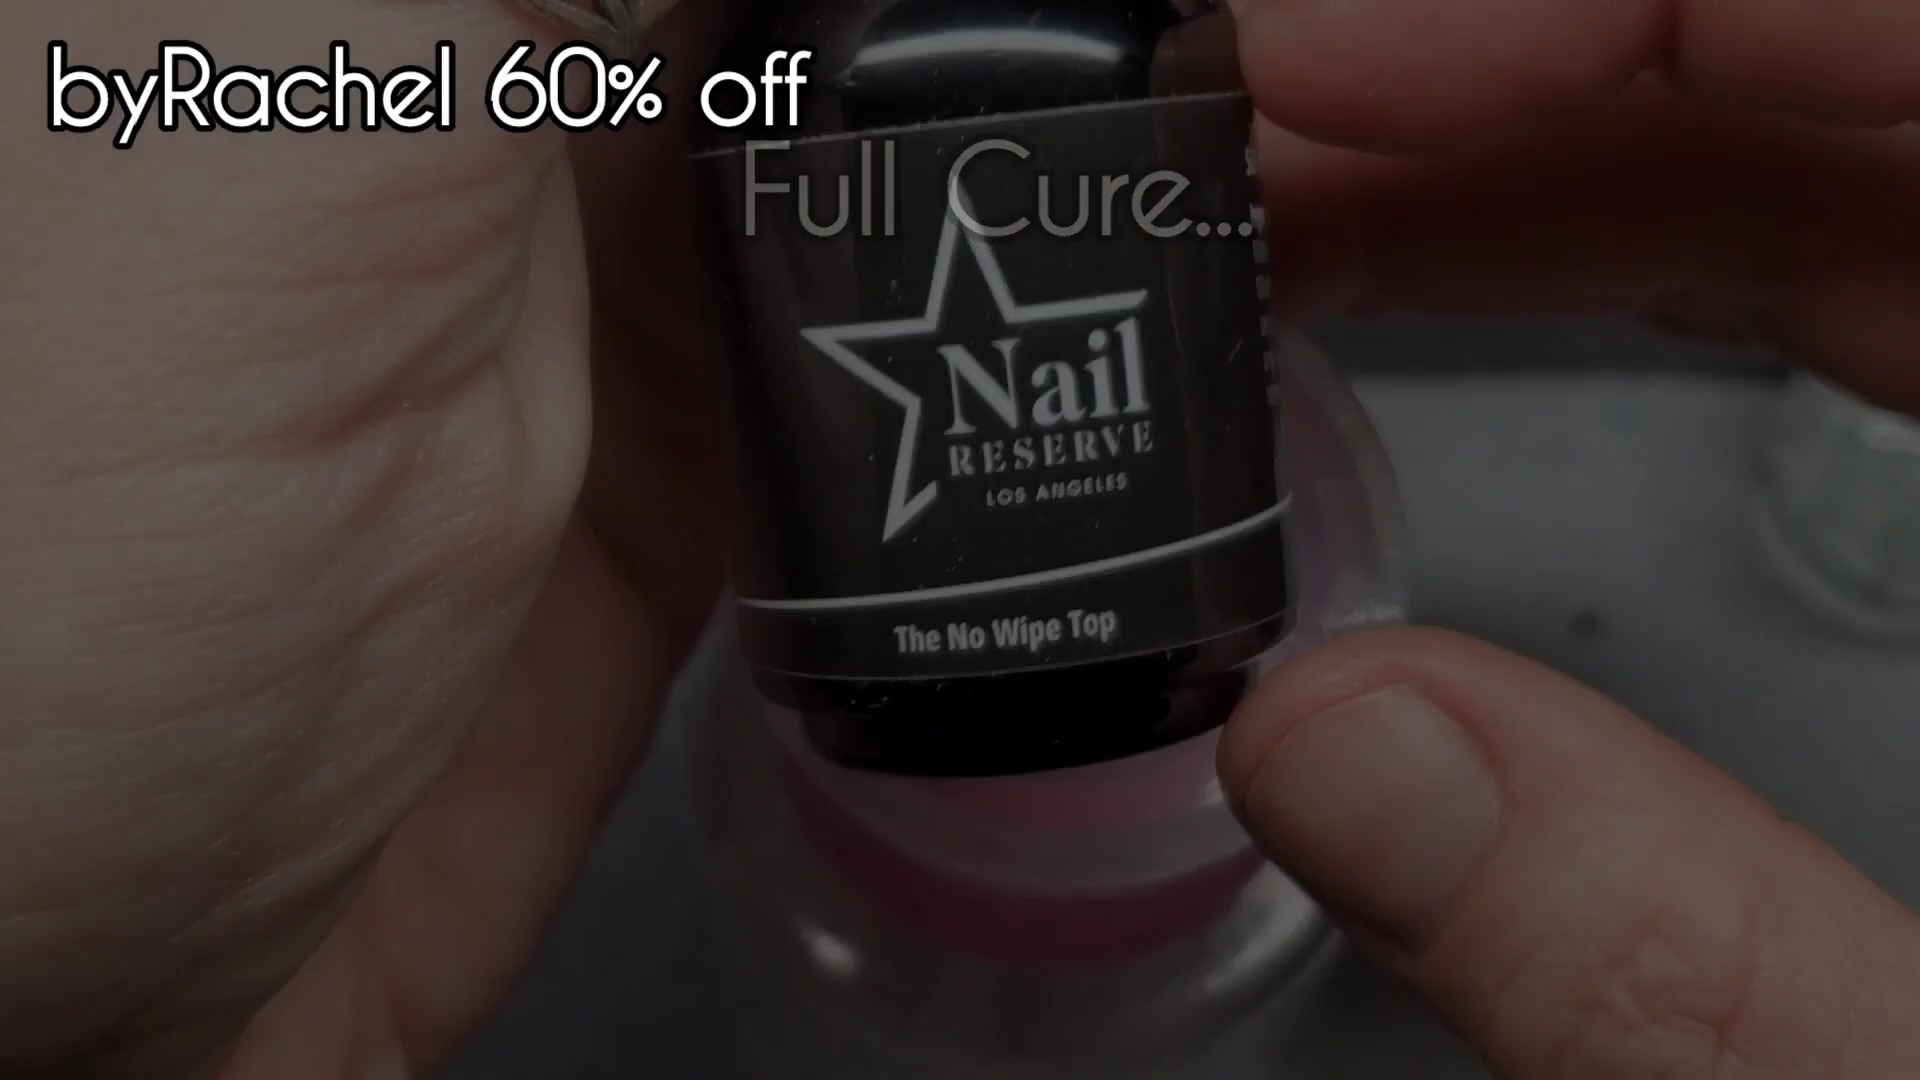 byRachel 60% off
Full Cure...
Nail
RESERVE
LOS ANGELES
The No Wipe Top